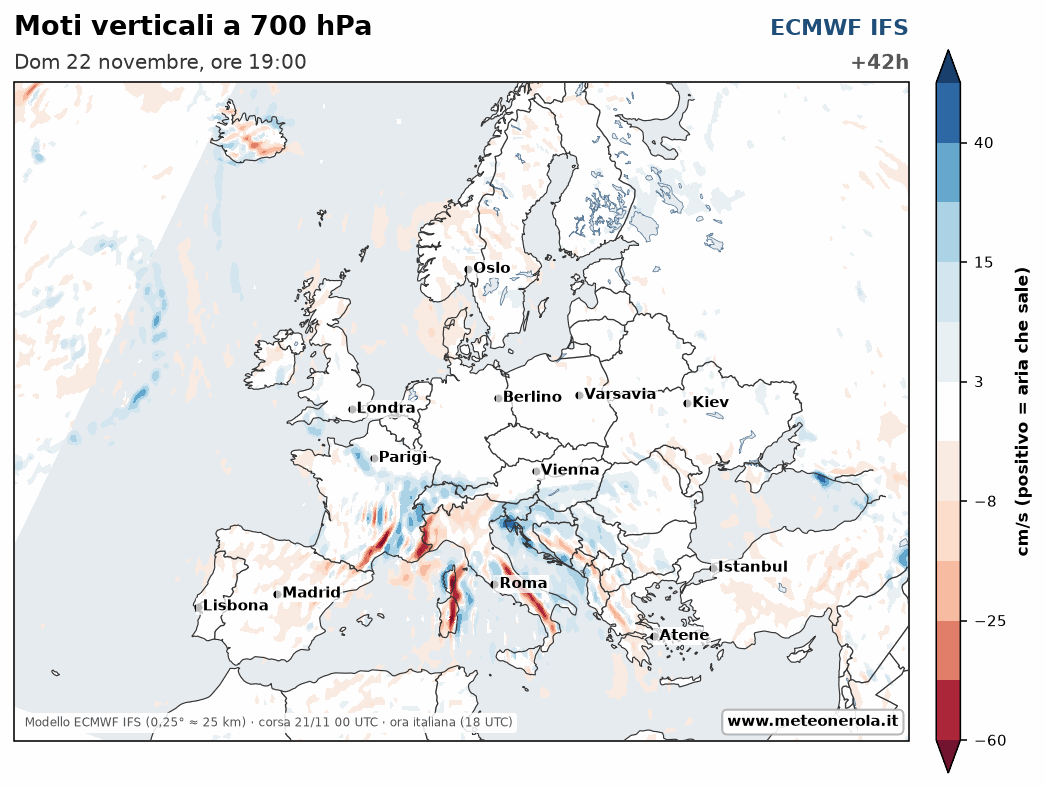 Moti verticali a 700 hPa
ECMWF IFS
Dom 22 novembre, ore 19:00
+42h
40
15
3
−8
−25
−60
cm/s (positivo = aria che sale)
Oslo
Londra
Berlino
Varsavia
Kiev
Parigi
Vienna
Istanbul
Roma
Madrid
Lisbona
Atene
Modello ECMWF IFS (0,25° ≈ 25 km) · corsa 21/11 00 UTC · ora italiana (18 UTC)
www.meteonerola.it